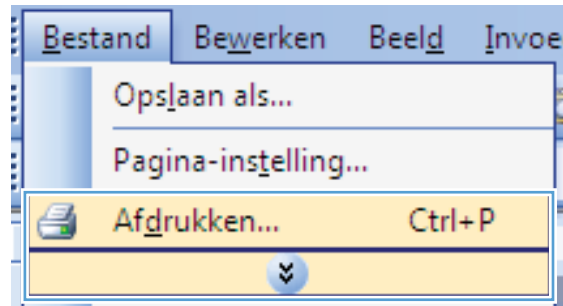 Bestand Bewerken Beeld Invoe
Opslaan als...
Pagina-instelling...
Afdrukken... Ctrl+P